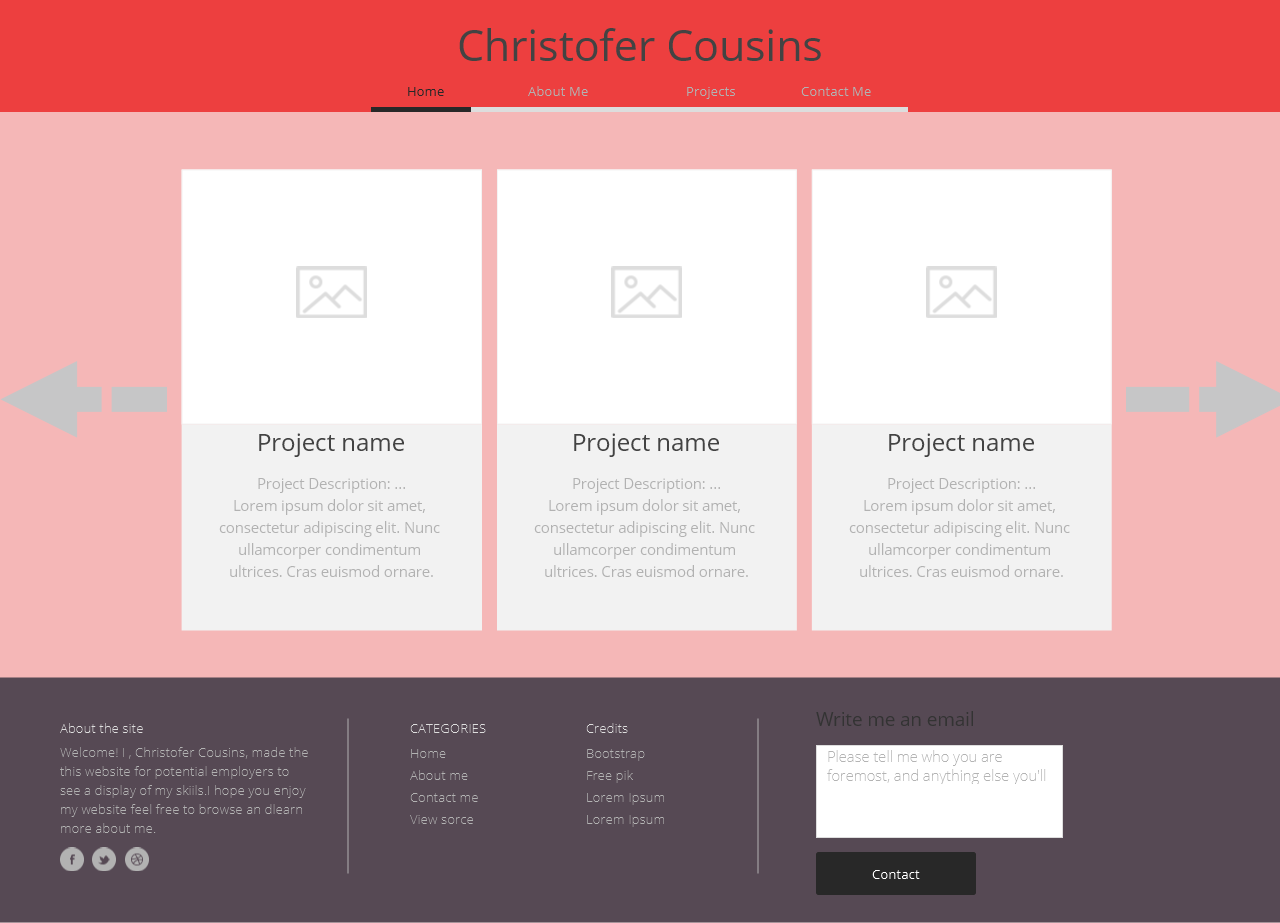 Christofer Cousins
Home About Me Projects Contact Me
Project name
Project Description: ...
Lorem ipsum dolor sit amet,
consectetur adipiscing elit. Nunc
ullamcorper condimentum
ultrices. Cras euismod ornare.
Project name
Project Description: ...
Lorem ipsum dolor sit amet,
consectetur adipiscing elit. Nunc
ullamcorper condimentum
ultrices. Cras euismod ornare.
Project name
Project Description: ...
Lorem ipsum dolor sit amet,
consectetur adipiscing elit. Nunc
ullamcorper condimentum
ultrices. Cras euismod ornare.
About the site
Welcome! I , Christofer Cousins, made the
this website for potential employers to
see a display of my skiils.I hope you enjoy
my website feel free to browse an dlearn
more about me.
CATEGORIES
Home
About me
Contact me
View sorce
Credits
Bootstrap
Free pik
Lorem Ipsum
Lorem Ipsum
Write me an email
Please tell me who you are
foremost, and anything else you'll
Contact